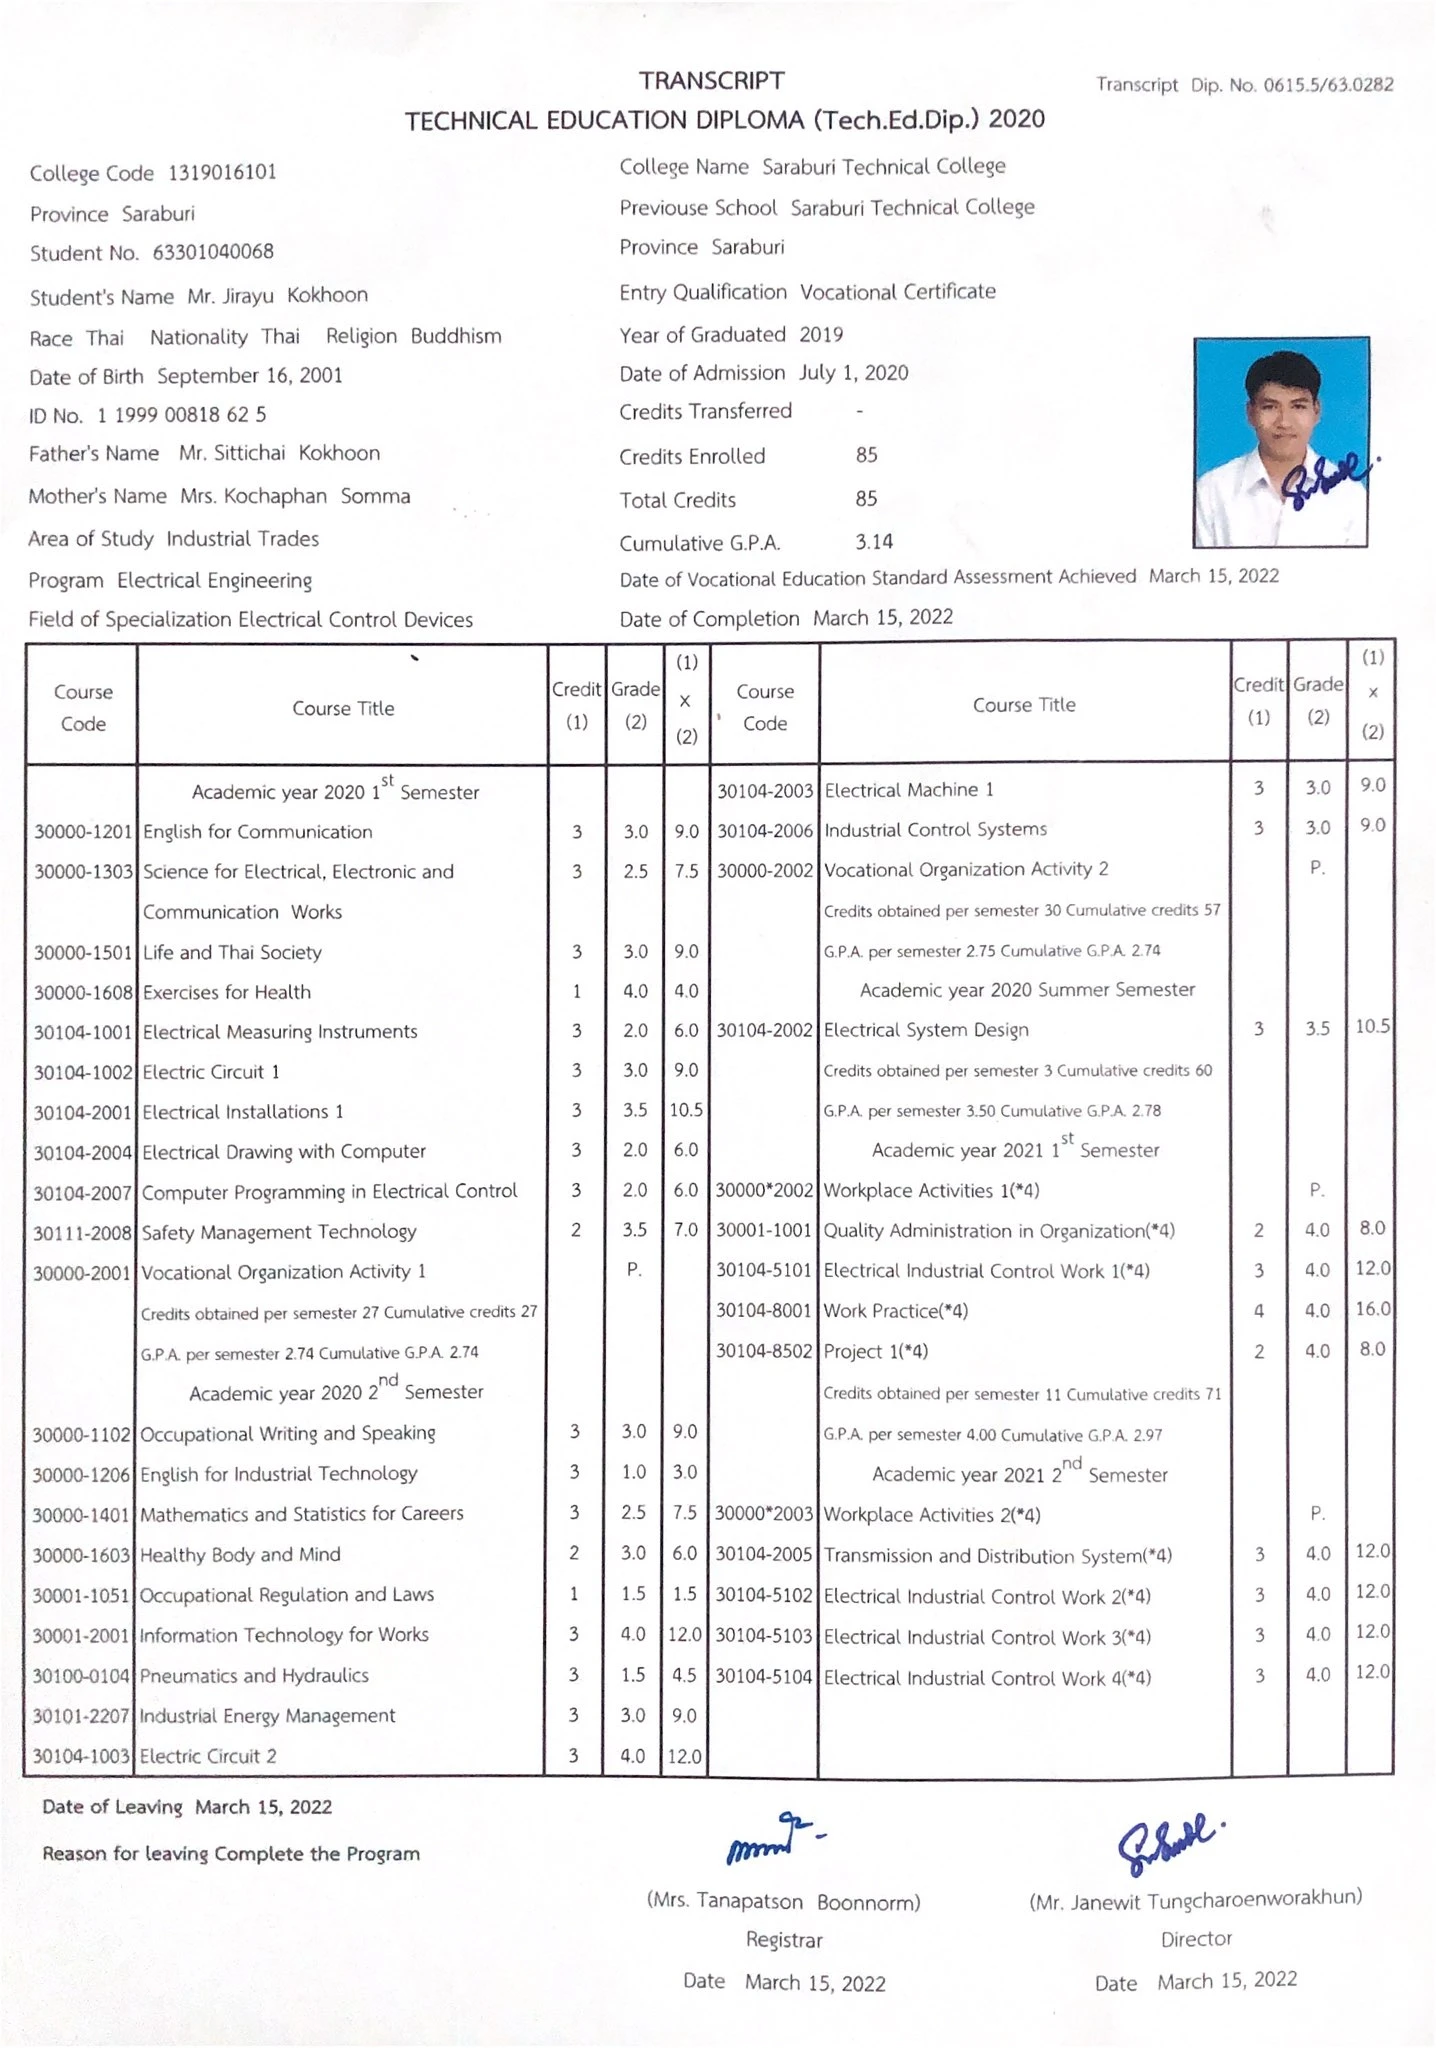 TRANSCRIPT
Transcript Dip. No. 0615.5/63.0282
TECHNICAL EDUCATION DIPLOMA (Tech.Ed.Dip.) 2020
College Code 1319016101
Province Saraburi
Student No. 63301040068
Student's Name Mr. Jirayu Kokhoon
Race Thai Nationality Thai Religion Buddhism
Date of Birth September 16, 2001
ID No. 1 1999 00818 62 5
Father's Name Mr. Sittichai Kokhoon
Mother's Name Mrs. Kochaphan Somma
Area of Study Industrial Trades
Program Electrical Engineering
Field of Specialization Electrical Control Devices
College Name Saraburi Technical College
Previouse School Saraburi Technical College
Province Saraburi
Entry Qualification Vocational Certificate
Year of Graduated 2019
Date of Admission July 1, 2020
Credits Transferred -
Credits Enrolled 85
Total Credits 85
Cumulative G.P.A. 3.14
Date of Vocational Education Standard Assessment Achieved March 15, 2022
Date of Completion March 15, 2022
Course Code Course Title Credit (1) Grade (2) (1) x (2)
Academic year 2020 1st Semester
30000-1201 English for Communication 3 3.0 9.0
30000-1303 Science for Electrical, Electronic and 3 2.5 7.5
Communication Works
30000-1501 Life and Thai Society 3 3.0 9.0
30000-1608 Exercises for Health 1 4.0 4.0
30104-1001 Electrical Measuring Instruments 3 2.0 6.0
30104-1002 Electric Circuit 1 3 3.0 9.0
30104-2001 Electrical Installations 1 3 3.5 10.5
30104-2004 Electrical Drawing with Computer 3 2.0 6.0
30104-2007 Computer Programming in Electrical Control 3 2.0 6.0
30111-2008 Safety Management Technology 2 3.5 7.0
30000-2001 Vocational Organization Activity 1 P.
Credits obtained per semester 27 Cumulative credits 27
G.P.A. per semester 2.74 Cumulative G.P.A. 2.74
Academic year 2020 2nd Semester
30000-1102 Occupational Writing and Speaking 3 3.0 9.0
30000-1206 English for Industrial Technology 3 1.0 3.0
30000-1401 Mathematics and Statistics for Careers 3 2.5 7.5
30000-1603 Healthy Body and Mind 2 3.0 6.0
30001-1051 Occupational Regulation and Laws 1 1.5 1.5
30001-2001 Information Technology for Works 3 4.0 12.0
30100-0104 Pneumatics and Hydraulics 3 1.5 4.5
30101-2207 Industrial Energy Management 3 3.0 9.0
30104-1003 Electric Circuit 2 3 4.0 12.0
Course Code Course Title Credit (1) Grade (2) (1) x (2)
30104-2003 Electrical Machine 1 3 3.0 9.0
30104-2006 Industrial Control Systems 3 3.0 9.0
30000-2002 Vocational Organization Activity 2 P.
Credits obtained per semester 30 Cumulative credits 57
G.P.A. per semester 2.75 Cumulative G.P.A. 2.74
Academic year 2020 Summer Semester
30104-2002 Electrical System Design 3 3.5 10.5
Credits obtained per semester 3 Cumulative credits 60
G.P.A. per semester 3.50 Cumulative G.P.A. 2.78
Academic year 2021 1st Semester
30000*2002 Workplace Activities 1(*4) P.
30001-1001 Quality Administration in Organization(*4) 2 4.0 8.0
30104-5101 Electrical Industrial Control Work 1(*4) 3 4.0 12.0
30104-8001 Work Practice(*4) 4 4.0 16.0
30104-8502 Project 1(*4) 2 4.0 8.0
Credits obtained per semester 11 Cumulative credits 71
G.P.A. per semester 4.00 Cumulative G.P.A. 2.97
Academic year 2021 2nd Semester
30000*2003 Workplace Activities 2(*4) P.
30104-2005 Transmission and Distribution System(*4) 3 4.0 12.0
30104-5102 Electrical Industrial Control Work 2(*4) 3 4.0 12.0
30104-5103 Electrical Industrial Control Work 3(*4) 3 4.0 12.0
30104-5104 Electrical Industrial Control Work 4(*4) 3 4.0 12.0
Date of Leaving March 15, 2022
Reason for leaving Complete the Program
(Mrs. Tanapatson Boonnorm)
Registrar
Date March 15, 2022
(Mr. Janewit Tungcharoenworakhun)
Director
Date March 15, 2022